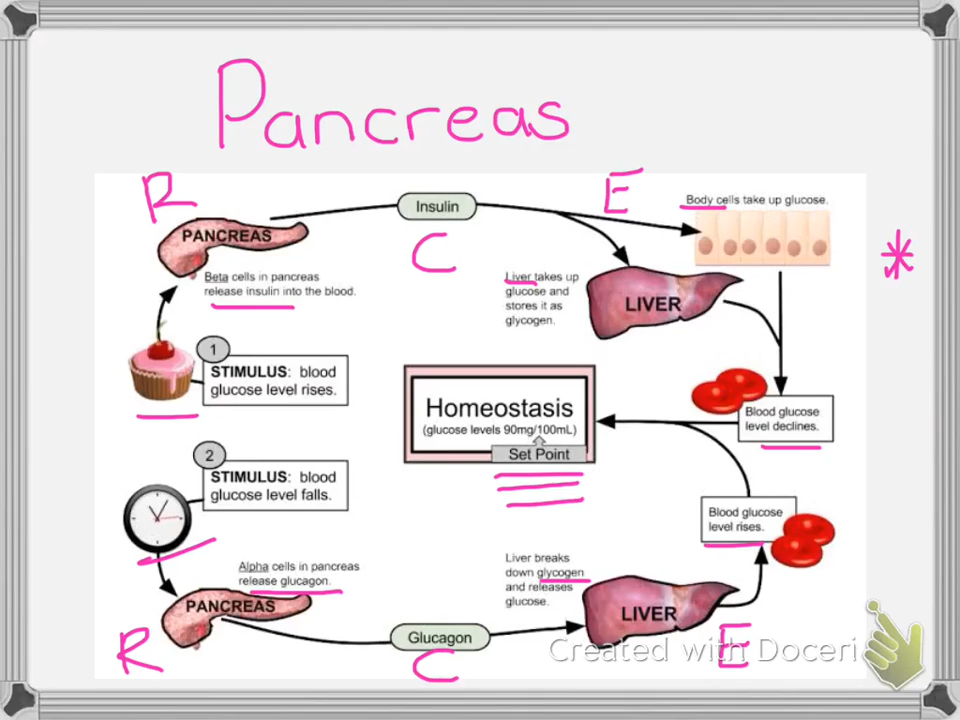 Pancreas
R
E
Insulin
C
Body cells take up glucose.
PANCREAS
Beta cells in pancreas
release insulin into the blood.
Liver takes up
glucose and
stores it as
glycogen.
LIVER
*
1
STIMULUS: blood
glucose level rises.
Homeostasis
(glucose levels 90mg/100mL)
Set Point
Blood glucose
level declines.
2
STIMULUS: blood
glucose level falls.
Blood glucose
level rises.
Alpha cells in pancreas
release glucagon.
Liver breaks
down glycogen
and releases
glucose.
PANCREAS
LIVER
R
Glucagon
C
E
Created with Doceri